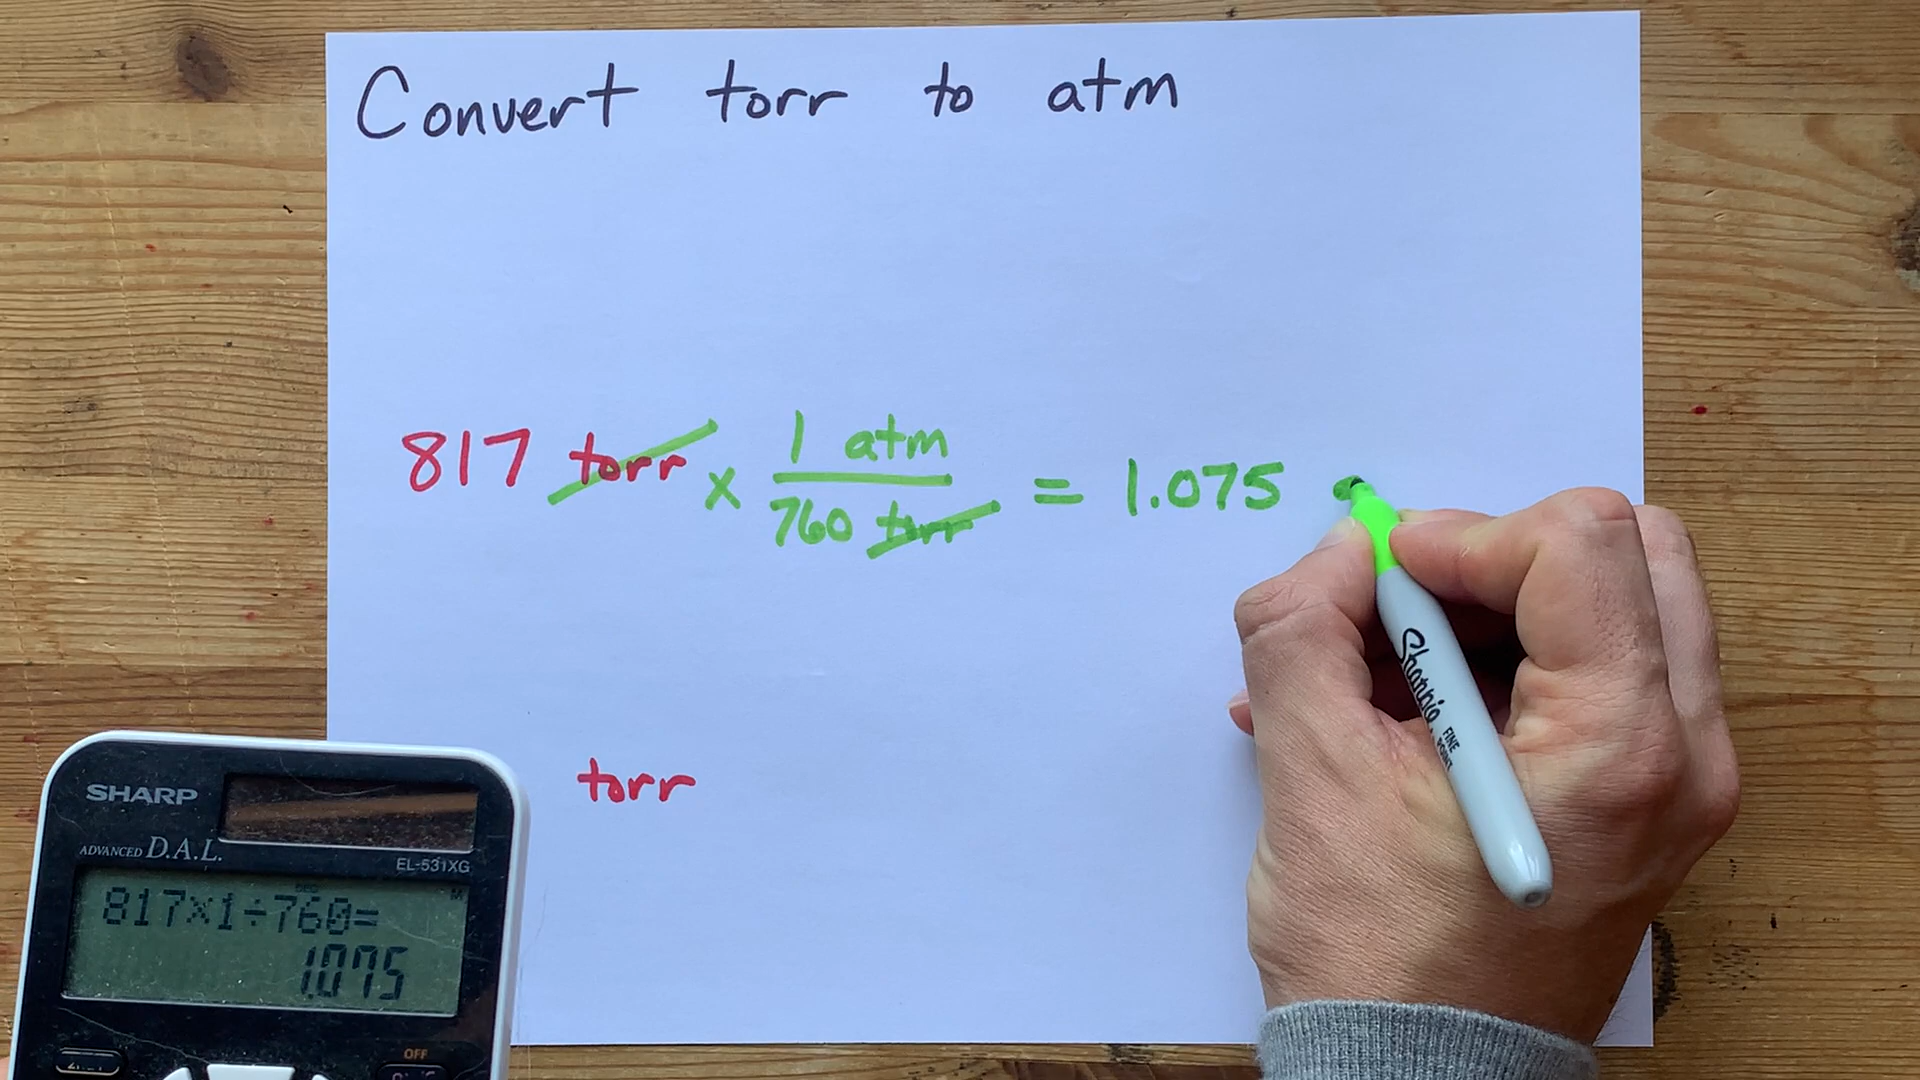 Convert torr to atm
817 torr x 1 atm / 760 torr = 1.075
torr
SHARP
ADVANCED D.A.L.
EL-531XG
DEG M
817×1÷760=
1.075
OFF
Sharpie FINE POINT